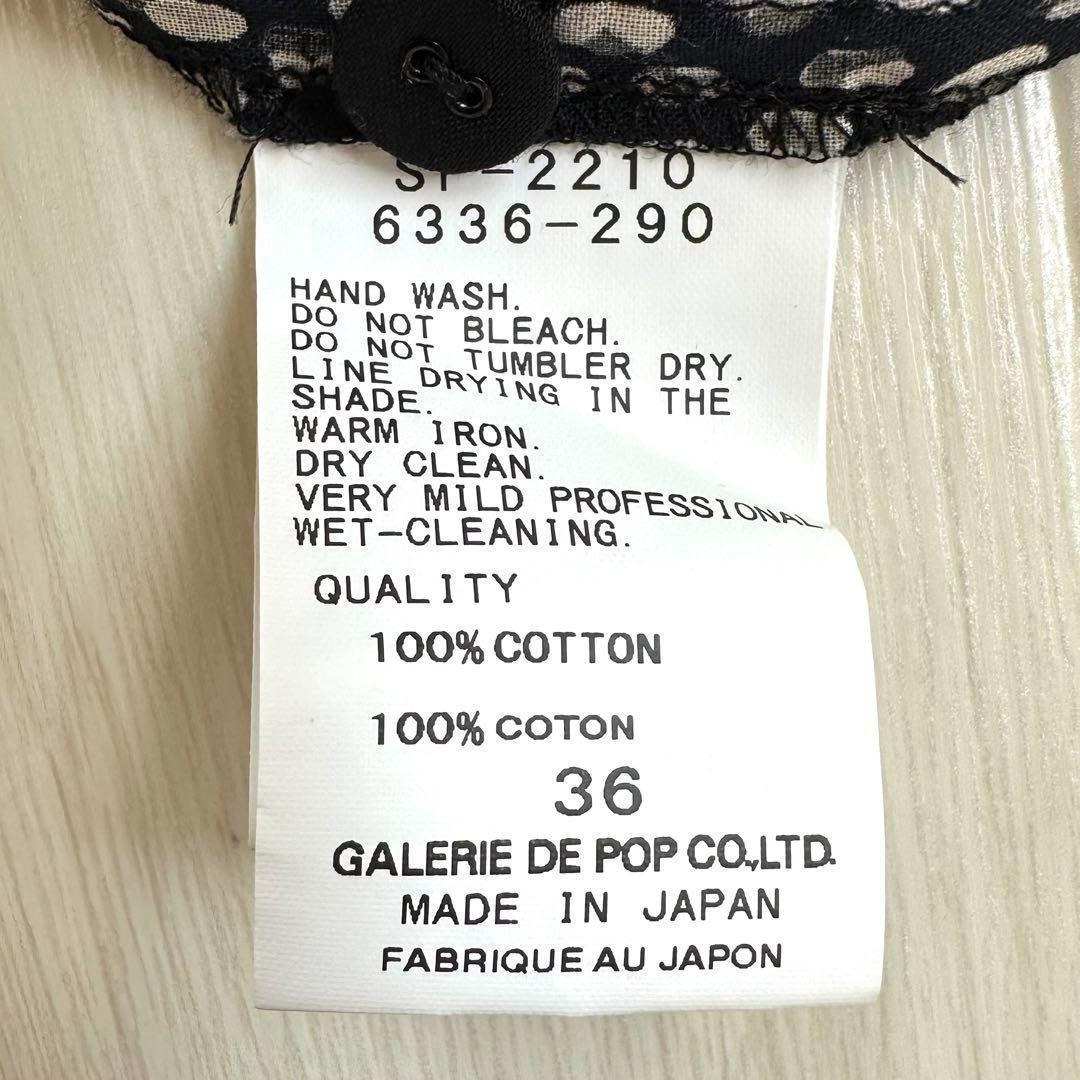 SF-2210
6336-290
HAND WASH.
DO NOT BLEACH.
DO NOT TUMBLER DRY.
LINE DRYING IN THE
SHADE.
WARM IRON.
DRY CLEAN.
VERY MILD PROFESSIONAL
WET-CLEANING.
QUALITY
100% COTTON
100% COTON
36
GALERIE DE POP CO.,LTD.
MADE IN JAPAN
FABRIQUE AU JAPON